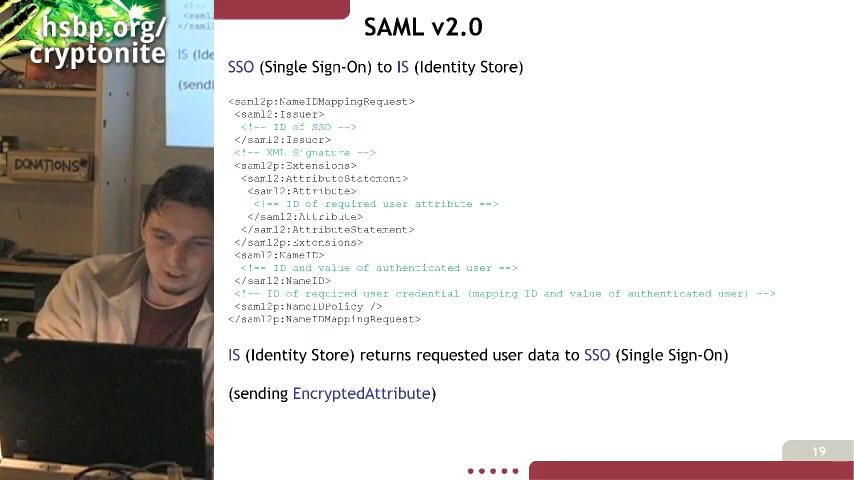 hsbp.org/
cryptonite
DONATIONS
SAML v2.0
SSO (Single Sign-On) to IS (Identity Store)
<saml2p:NameIDMappingRequest>
<saml2:Issuer>
<!-- ID of SSO -->
</saml2:Issuer>
<!-- XML Signature -->
<saml2p:Extensions>
<saml2:AttributeStatement>
<saml2:Attribute>
<!-- ID of required user attribute -->
</saml2:Attribute>
</saml2:AttributeStatement>
</saml2p:Extensions>
<saml2:NameID>
<!-- ID and value of authenticated user -->
</saml2:NameID>
<!-- ID of required user credential (mapping ID and value of authenticated user) -->
<saml2p:NameIDPolicy />
</saml2p:NameIDMappingRequest>
IS (Identity Store) returns requested user data to SSO (Single Sign-On)
(sending EncryptedAttribute)
19